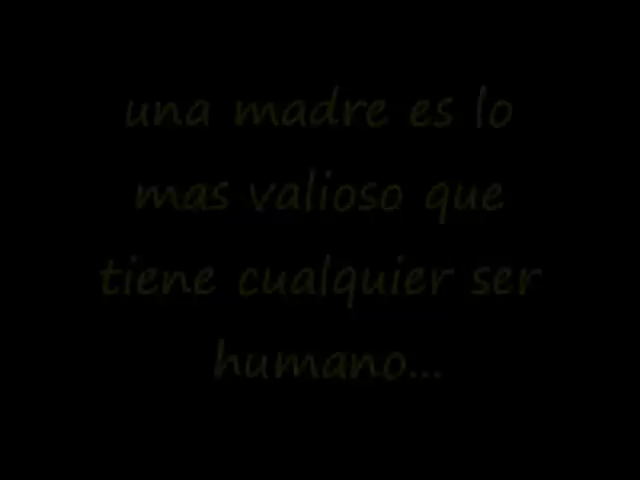 una madre es lo
mas valioso que
tiene cualquier ser
humano...